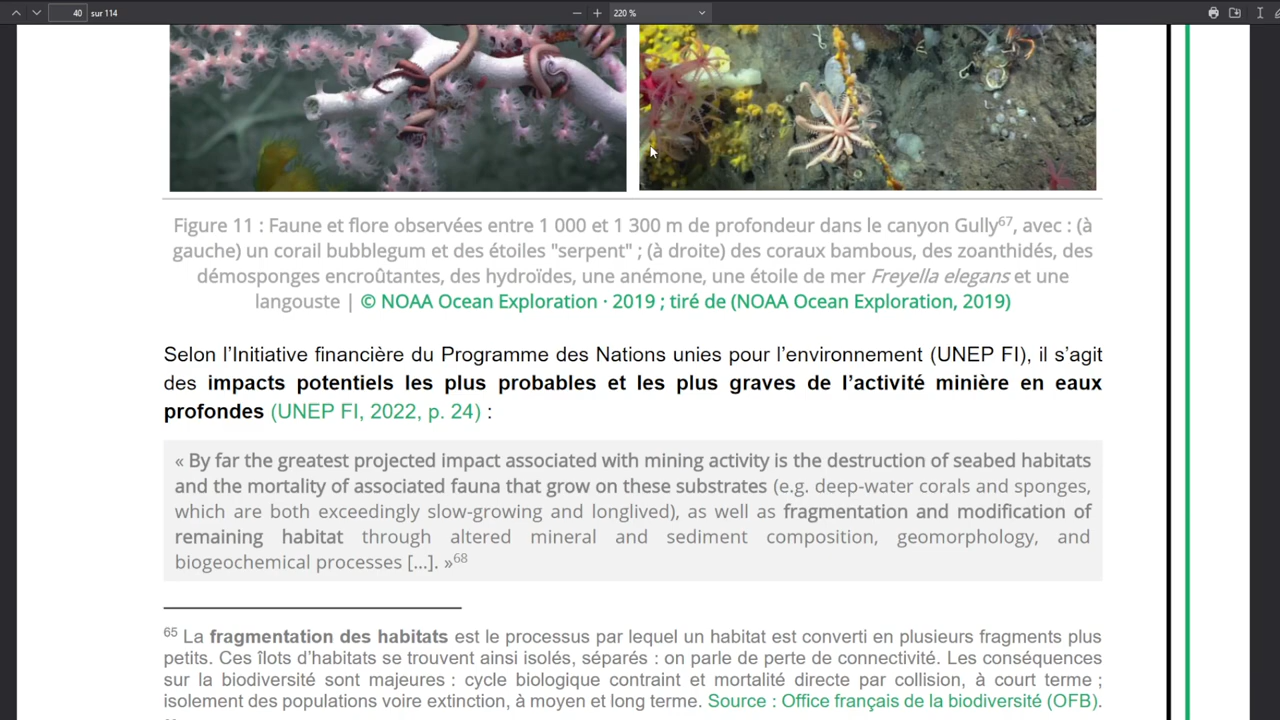 40 sur 114 220 %
Figure 11 : Faune et flore observées entre 1 000 et 1 300 m de profondeur dans le canyon Gully67, avec : (à
gauche) un corail bubblegum et des étoiles "serpent" ; (à droite) des coraux bambous, des zoanthidés, des
démosponges encroûtantes, des hydroïdes, une anémone, une étoile de mer Freyella elegans et une
langouste | © NOAA Ocean Exploration · 2019 ; tiré de (NOAA Ocean Exploration, 2019)
Selon l’Initiative financière du Programme des Nations unies pour l’environnement (UNEP FI), il s’agit
des impacts potentiels les plus probables et les plus graves de l’activité minière en eaux
profondes (UNEP FI, 2022, p. 24) :
« By far the greatest projected impact associated with mining activity is the destruction of seabed habitats
and the mortality of associated fauna that grow on these substrates (e.g. deep-water corals and sponges,
which are both exceedingly slow-growing and longlived), as well as fragmentation and modification of
remaining habitat through altered mineral and sediment composition, geomorphology, and
biogeochemical processes [...]. »68
65 La fragmentation des habitats est le processus par lequel un habitat est converti en plusieurs fragments plus
petits. Ces îlots d’habitats se trouvent ainsi isolés, séparés : on parle de perte de connectivité. Les conséquences
sur la biodiversité sont majeures : cycle biologique contraint et mortalité directe par collision, à court terme ;
isolement des populations voire extinction, à moyen et long terme. Source : Office français de la biodiversité (OFB).